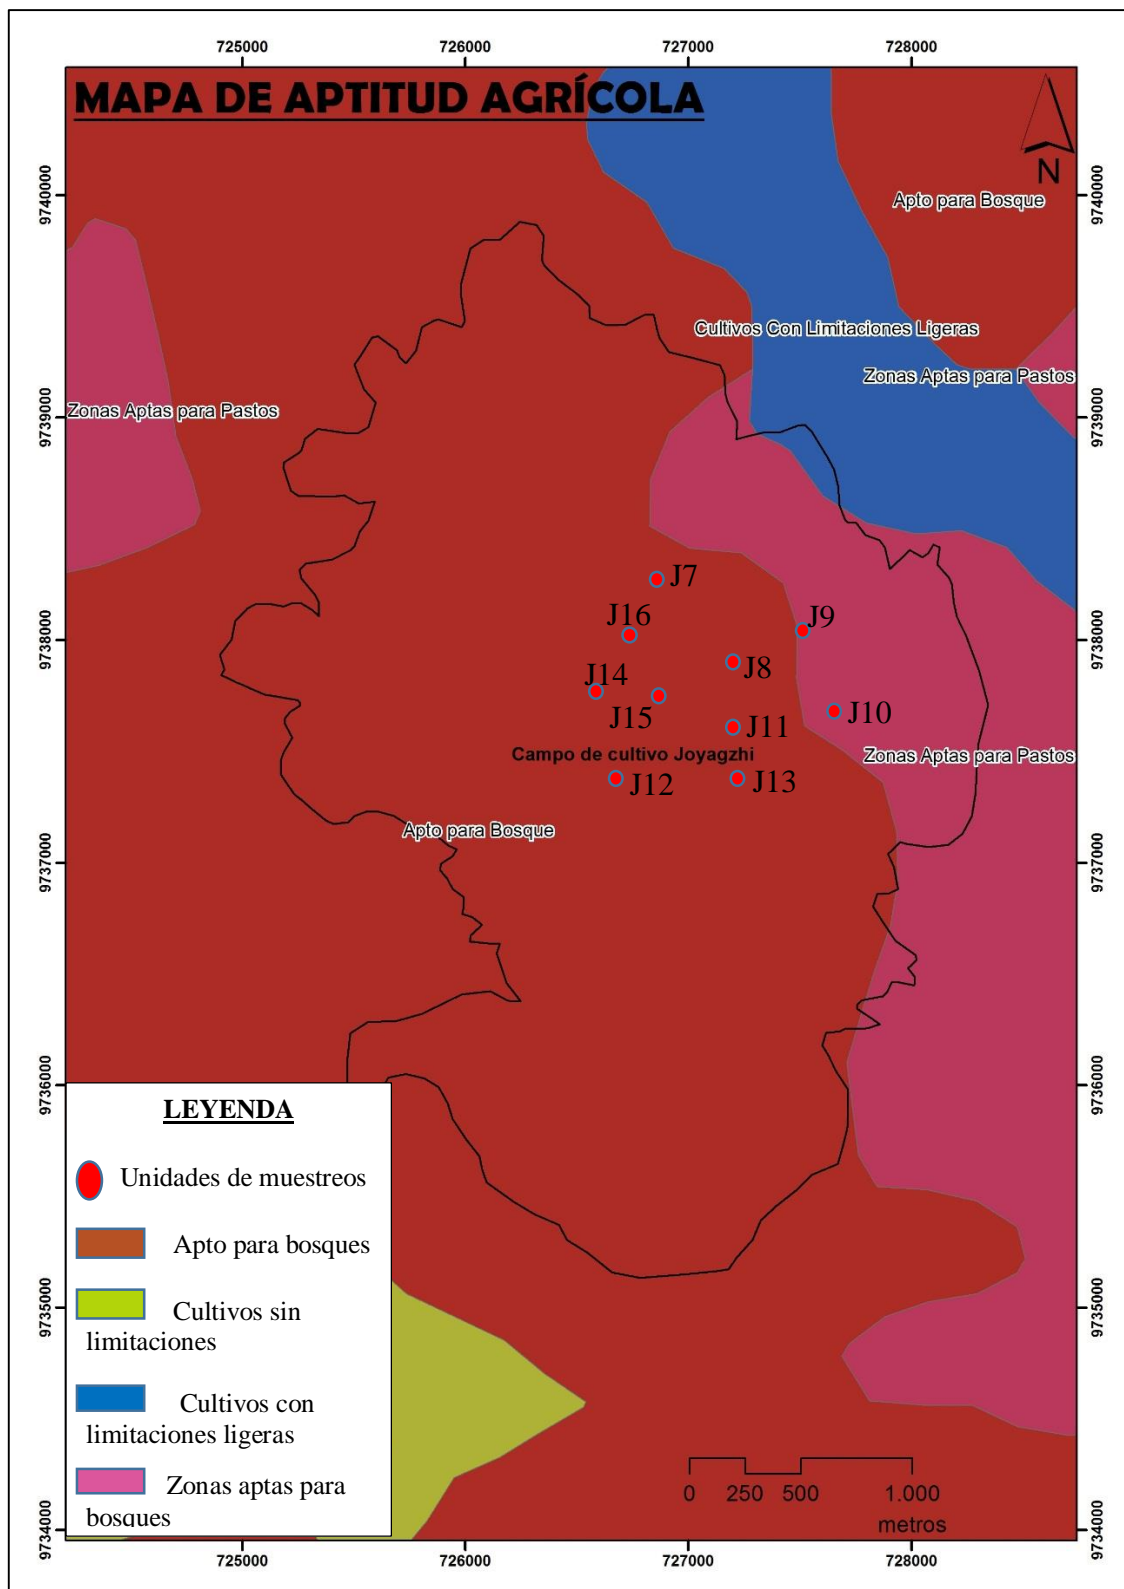 725000 726000 727000 728000
MAPA DE APTITUD AGRÍCOLA
N
9740000 9740000
Apto para Bosque
Cultivos Con Limitaciones Ligeras
Zonas Aptas para Pastos
Zonas Aptas para Pastos
9739000 9739000
J7
J16
J9
9738000 9738000
J8
J14
J15
J10
J11
Campo de cultivo Joyagzhi
Zonas Aptas para Pastos
J12
J13
Apto para Bosque
9737000 9737000
9736000 9736000
LEYENDA
Unidades de muestreos
Apto para bosques
Cultivos sin
limitaciones
9735000 9735000
Cultivos con
limitaciones ligeras
Zonas aptas para
bosques
0 250 500 1.000
metros
9734000 9734000
725000 726000 727000 728000